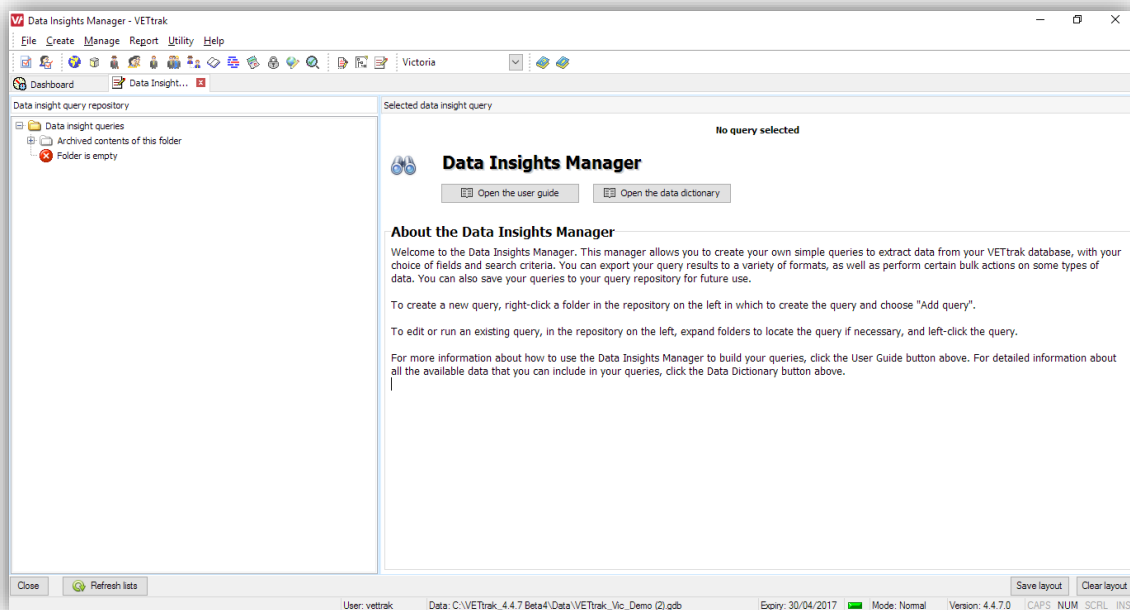 Data Insights Manager - VETtrak
File Create Manage Report Utility Help
Victoria
Dashboard Data Insight...
Data insight query repository
Selected data insight query
Data insight queries
Archived contents of this folder
Folder is empty
No query selected
Data Insights Manager
Open the user guide Open the data dictionary
About the Data Insights Manager
Welcome to the Data Insights Manager. This manager allows you to create your own simple queries to extract data from your VETtrak database, with your
choice of fields and search criteria. You can export your query results to a variety of formats, as well as perform certain bulk actions on some types of
data. You can also save your queries to your query repository for future use.
To create a new query, right-click a folder in the repository on the left in which to create the query and choose "Add query".
To edit or run an existing query, in the repository on the left, expand folders to locate the query if necessary, and left-click the query.
For more information about how to use the Data Insights Manager to build your queries, click the User Guide button above. For detailed information about
all the available data that you can include in your queries, click the Data Dictionary button above.
Close Refresh lists Save layout Clear layout
User: vettrak Data: C:\VETtrak_4.4.7 Beta4\Data\VETtrak_Vic_Demo (2).gdb Expiry: 30/04/2017 Mode: Normal Version: 4.4.7.0 CAPS NUM SCRL INS